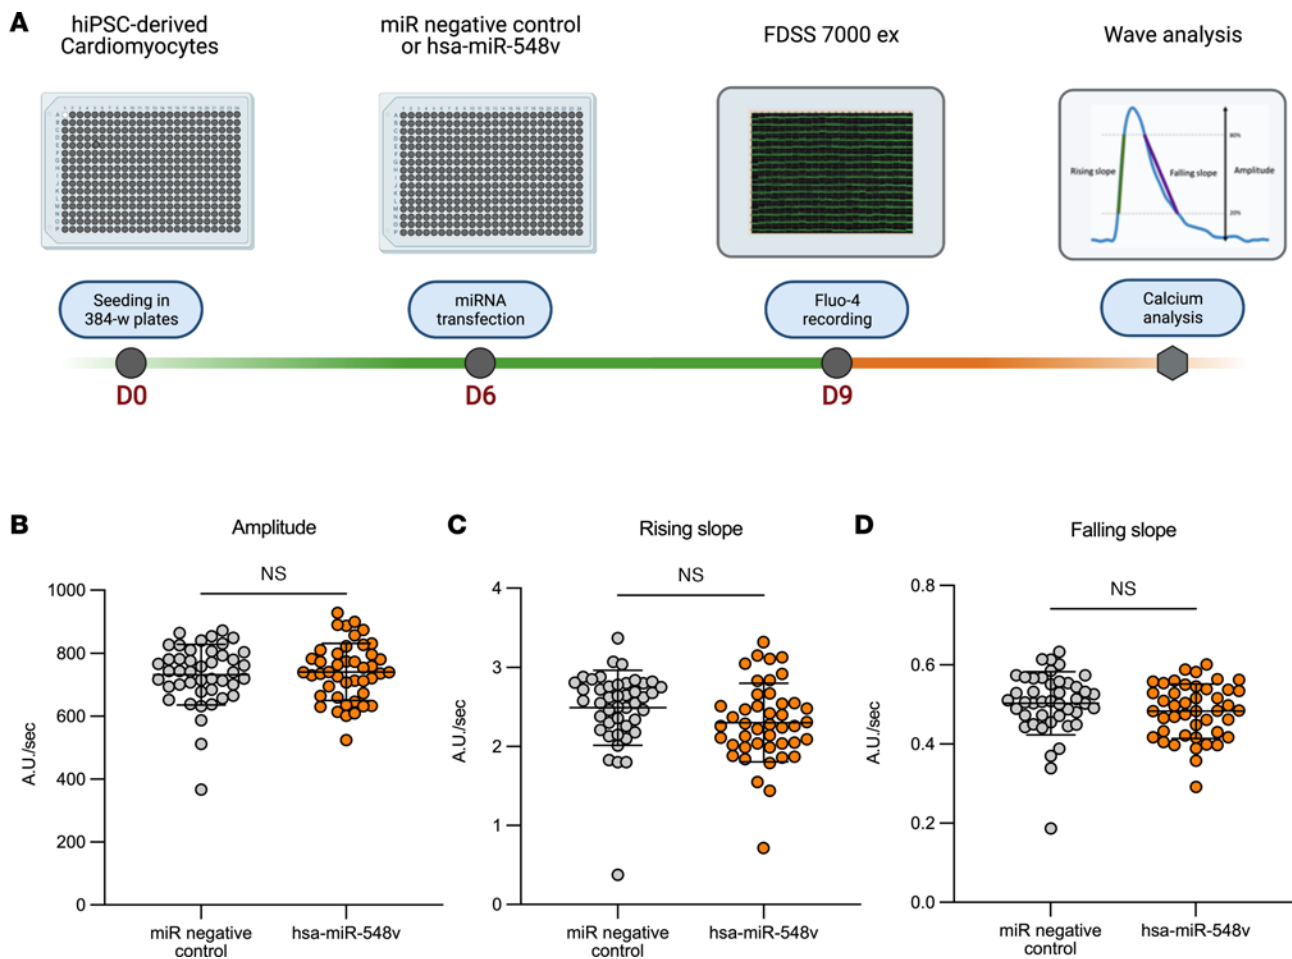 A
hiPSC-derived
Cardiomyocytes
miR negative control
or hsa-miR-548v
FDSS 7000 ex
Wave analysis
Rising slope
Falling slope
Amplitude
80%
20%
Seeding in
384-w plates
miRNA
transfection
Fluo-4
recording
Calcium
analysis
D0
D6
D9
B
Amplitude
NS
A.U./sec
1000
800
600
400
200
0
miR negative
control
hsa-miR-548v
C
Rising slope
NS
A.U./sec
4
3
2
1
0
miR negative
control
hsa-miR-548v
D
Falling slope
NS
A.U./sec
0.8
0.6
0.4
0.2
0.0
miR negative
control
hsa-miR-548v